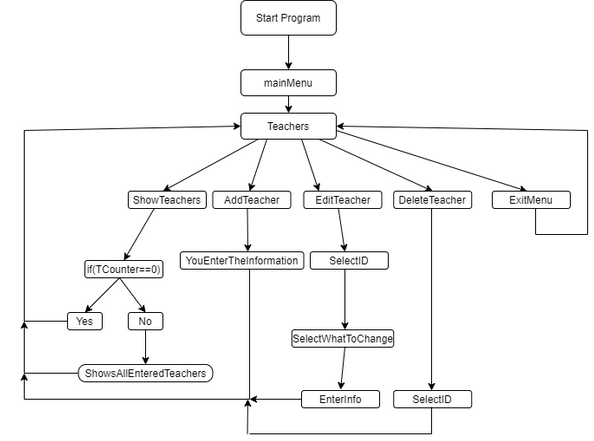 Start Program
mainMenu
Teachers
ShowTeachers
AddTeacher
EditTeacher
DeleteTeacher
ExitMenu
if(TCounter==0)
YouEnterTheInformation
SelectID
Yes
No
SelectWhatToChange
ShowsAllEnteredTeachers
EnterInfo
SelectID